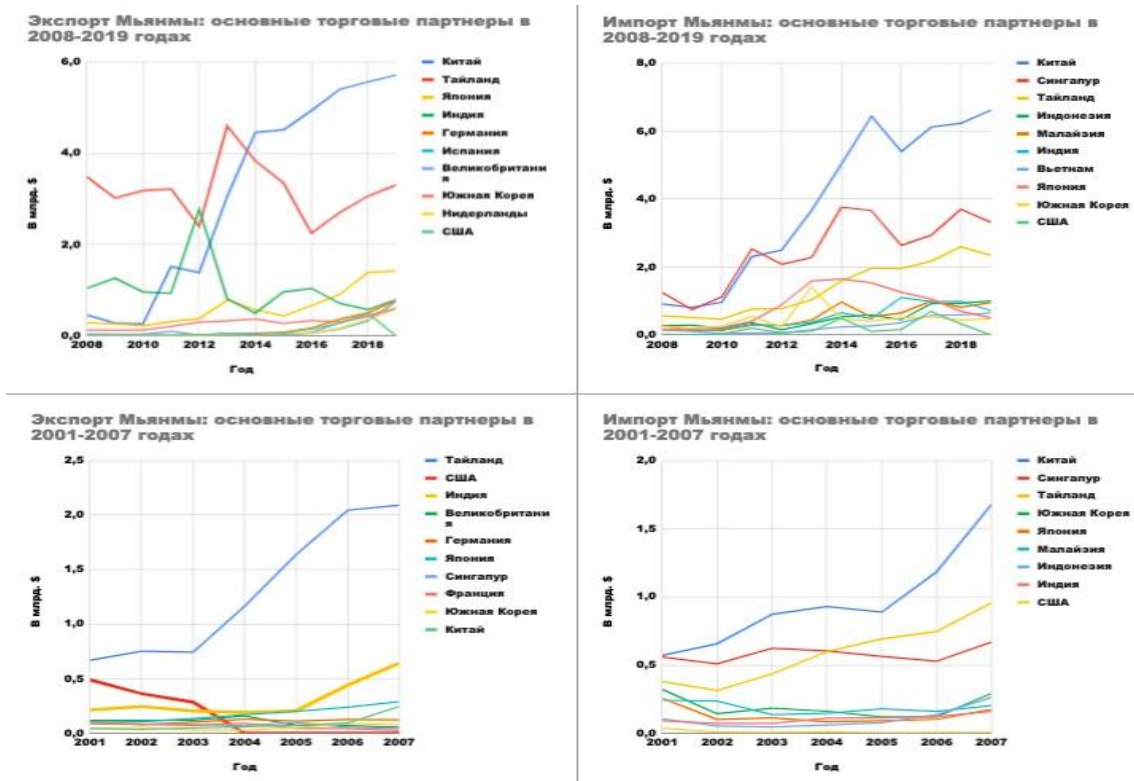 Экспорт Мьянмы: основные торговые партнеры в
2008-2019 годах
6,0
4,0
2,0
0,0
В млрд. $
2008
2010
2012
2014
2016
2018
Год
Китай
Тайланд
Япония
Индия
Германия
Испания
Великобритани
я
Южная Корея
Нидерланды
США
Импорт Мьянмы: основные торговые партнеры в
2008-2019 годах
8,0
6,0
4,0
2,0
0,0
В млрд. $
2008
2010
2012
2014
2016
2018
Год
Китай
Сингапур
Тайланд
Индонезия
Малайзия
Индия
Вьетнам
Япония
Южная Корея
США
Экспорт Мьянмы: основные торговые партнеры в
2001-2007 годах
2,5
2,0
1,5
1,0
0,5
0,0
В млрд. $
2001
2002
2003
2004
2005
2006
2007
Год
Тайланд
США
Индия
Великобритани
я
Германия
Япония
Сингапур
Франция
Южная Корея
Китай
Импорт Мьянмы: основные торговые партнеры в
2001-2007 годах
2,0
1,5
1,0
0,5
0,0
В млрд. $
2001
2002
2003
2004
2005
2006
2007
Год
Китай
Сингапур
Тайланд
Южная Корея
Япония
Малайзия
Индонезия
Индия
США